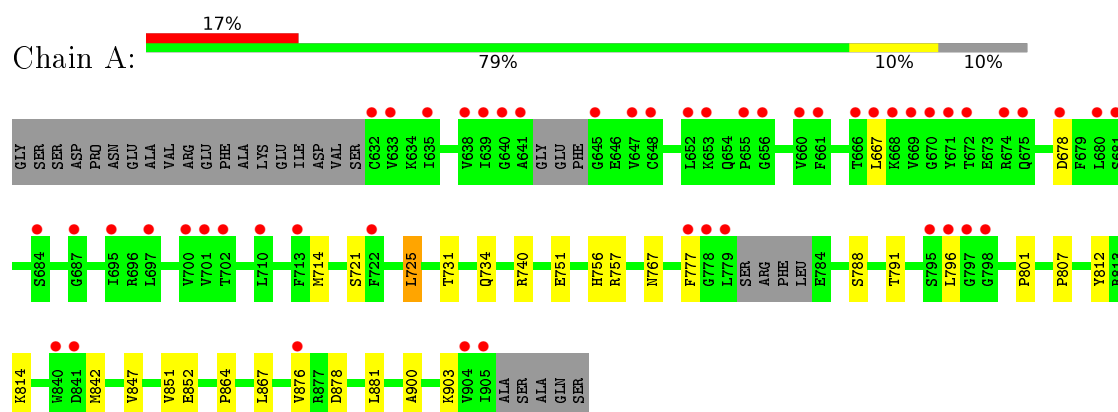 17%
Chain A:
79% 10% 10%
GLY SER SER ASP PRO ASN GLU ALA VAL ARG GLU PHE ALA LYS GLU ILE ASP VAL SER C632 V633 K634 I635 V638 I639 G640 A641 GLY GLU PHE G645 E646 V647 C648 L652 K653 Q654 P655 G656 V660 F661 T666 L667 K668 V669 G670 Y671 T672 E673 R674 Q675 D678 F679 L680
S684 G687 I695 R696 L697 V700 V701 T702 L710 F713 M714 S721 F722 L725 T731 Q734 R740 E751 H756 R757 N767 F777 G778 L779 SER ARG PHE LEU E784 S788 T791 S795 L796 G797 G798 P801 P807 Y812
K814 W840 D841 M842 V847 V851 E852 P864 L867 V876 R877 D878 L881 A900 K903 V904 I905 ALA SER ALA GLN SER